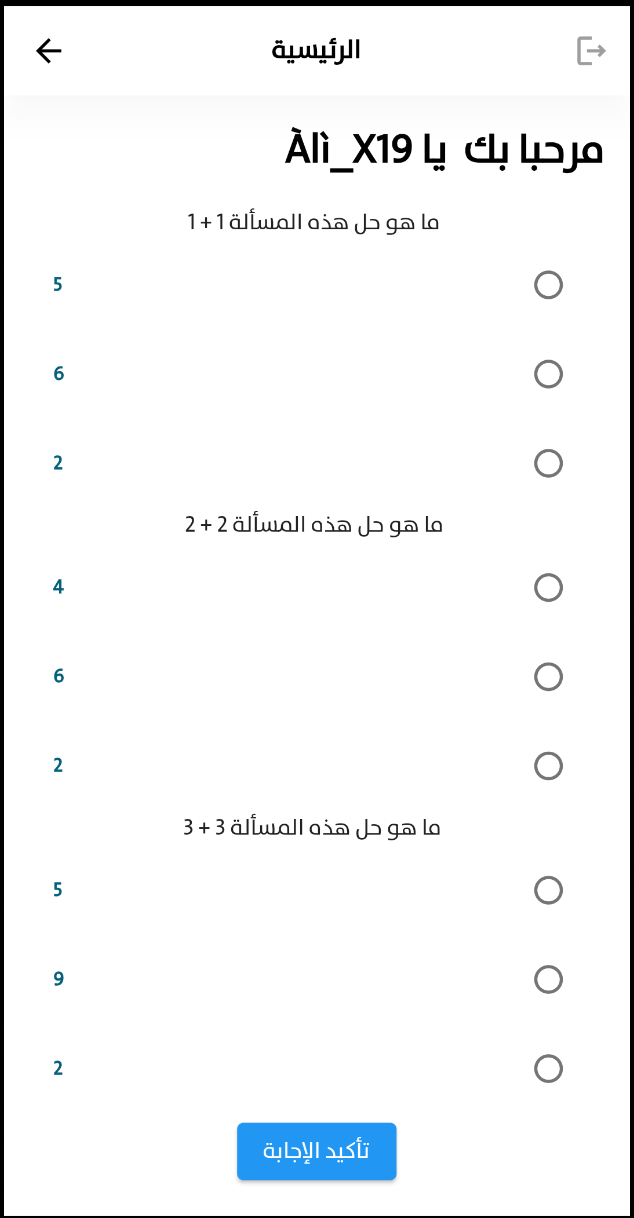 الرئيسية
مرحبا بك يا Àlì_X19
ما هو حل هذه المسألة 1 + 1
5
6
2
ما هو حل هذه المسألة 2 + 2
4
6
2
ما هو حل هذه المسألة 3 + 3
5
9
2
تأكيد الإجابة